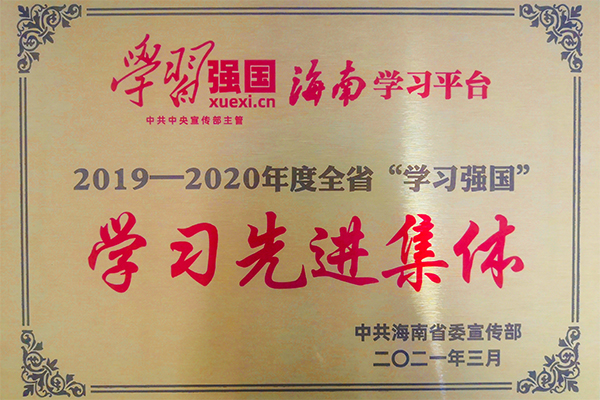 學習强国 海南学习平台
xuexi.cn
中共中央宣传部主管
2019—2020年度全省“学习强国”
学习先进集体
中共海南省委宣传部
二〇二一年三月